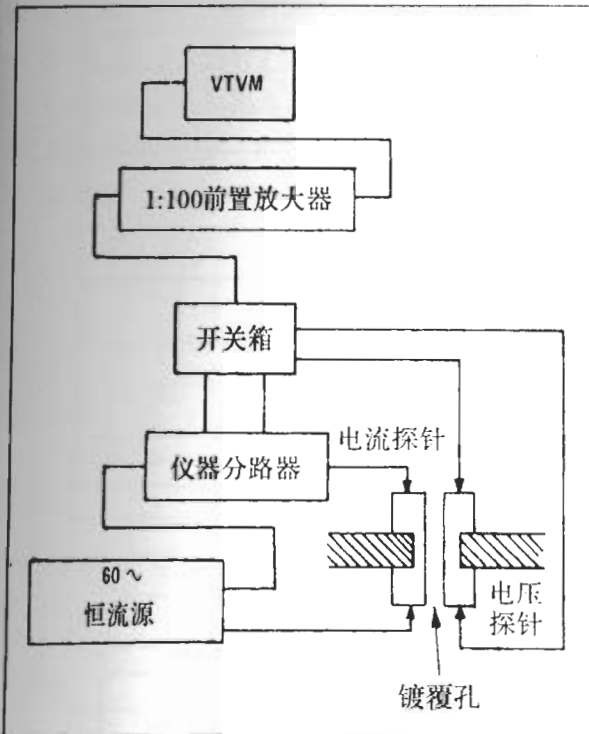 VTVM
1:100前置放大器
开关箱
电流探针
仪器分路器
60～
恒流源
电压
探针
镀覆孔